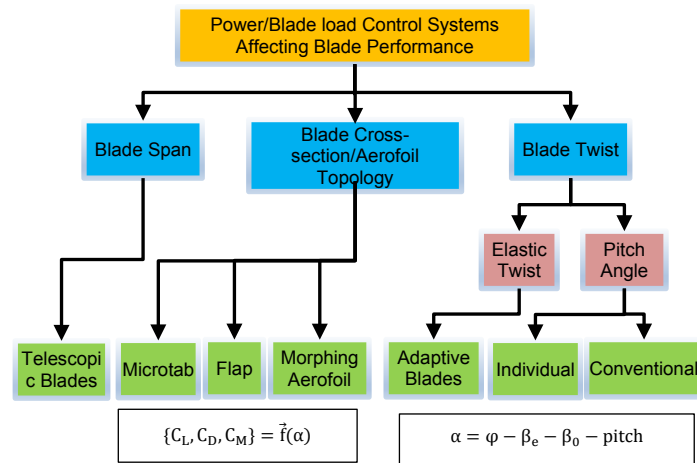 Power/Blade load Control Systems
Affecting Blade Performance
Blade Span
Blade Cross-
section/Aerofoil
Topology
Blade Twist
Elastic
Twist
Pitch
Angle
Telescopi
c Blades
Microtab
Flap
Morphing
Aerofoil
Adaptive
Blades
Individual
Conventional
{C_L, C_D, C_M} = f⃗(α)
α = φ − β_e − β_0 − pitch